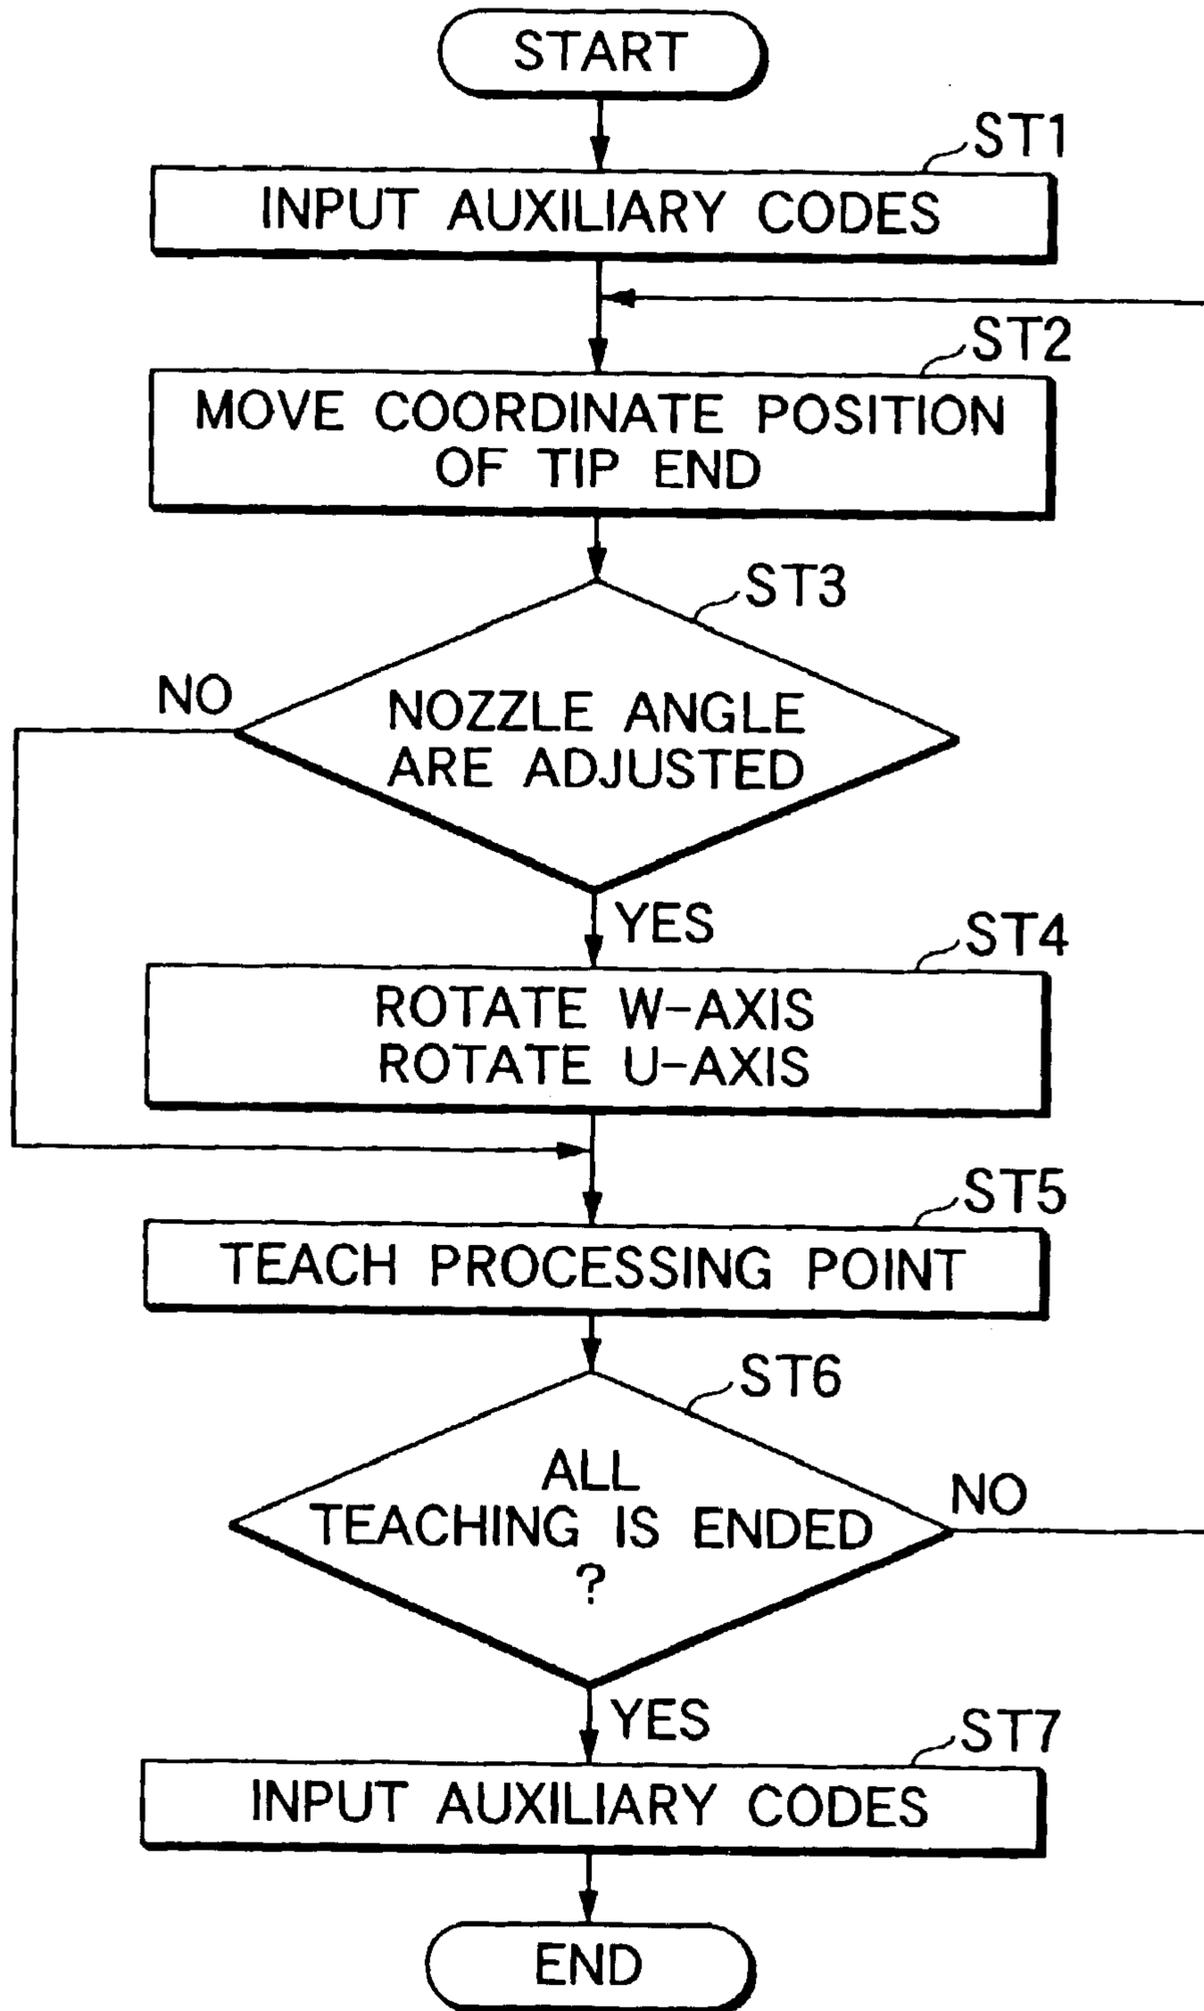 START
ST1
INPUT AUXILIARY CODES
ST2
MOVE COORDINATE POSITION
OF TIP END
ST3
NO
NOZZLE ANGLE
ARE ADJUSTED
YES
ST4
ROTATE W-AXIS
ROTATE U-AXIS
ST5
TEACH PROCESSING POINT
ST6
ALL
TEACHING IS ENDED
?
NO
YES
ST7
INPUT AUXILIARY CODES
END